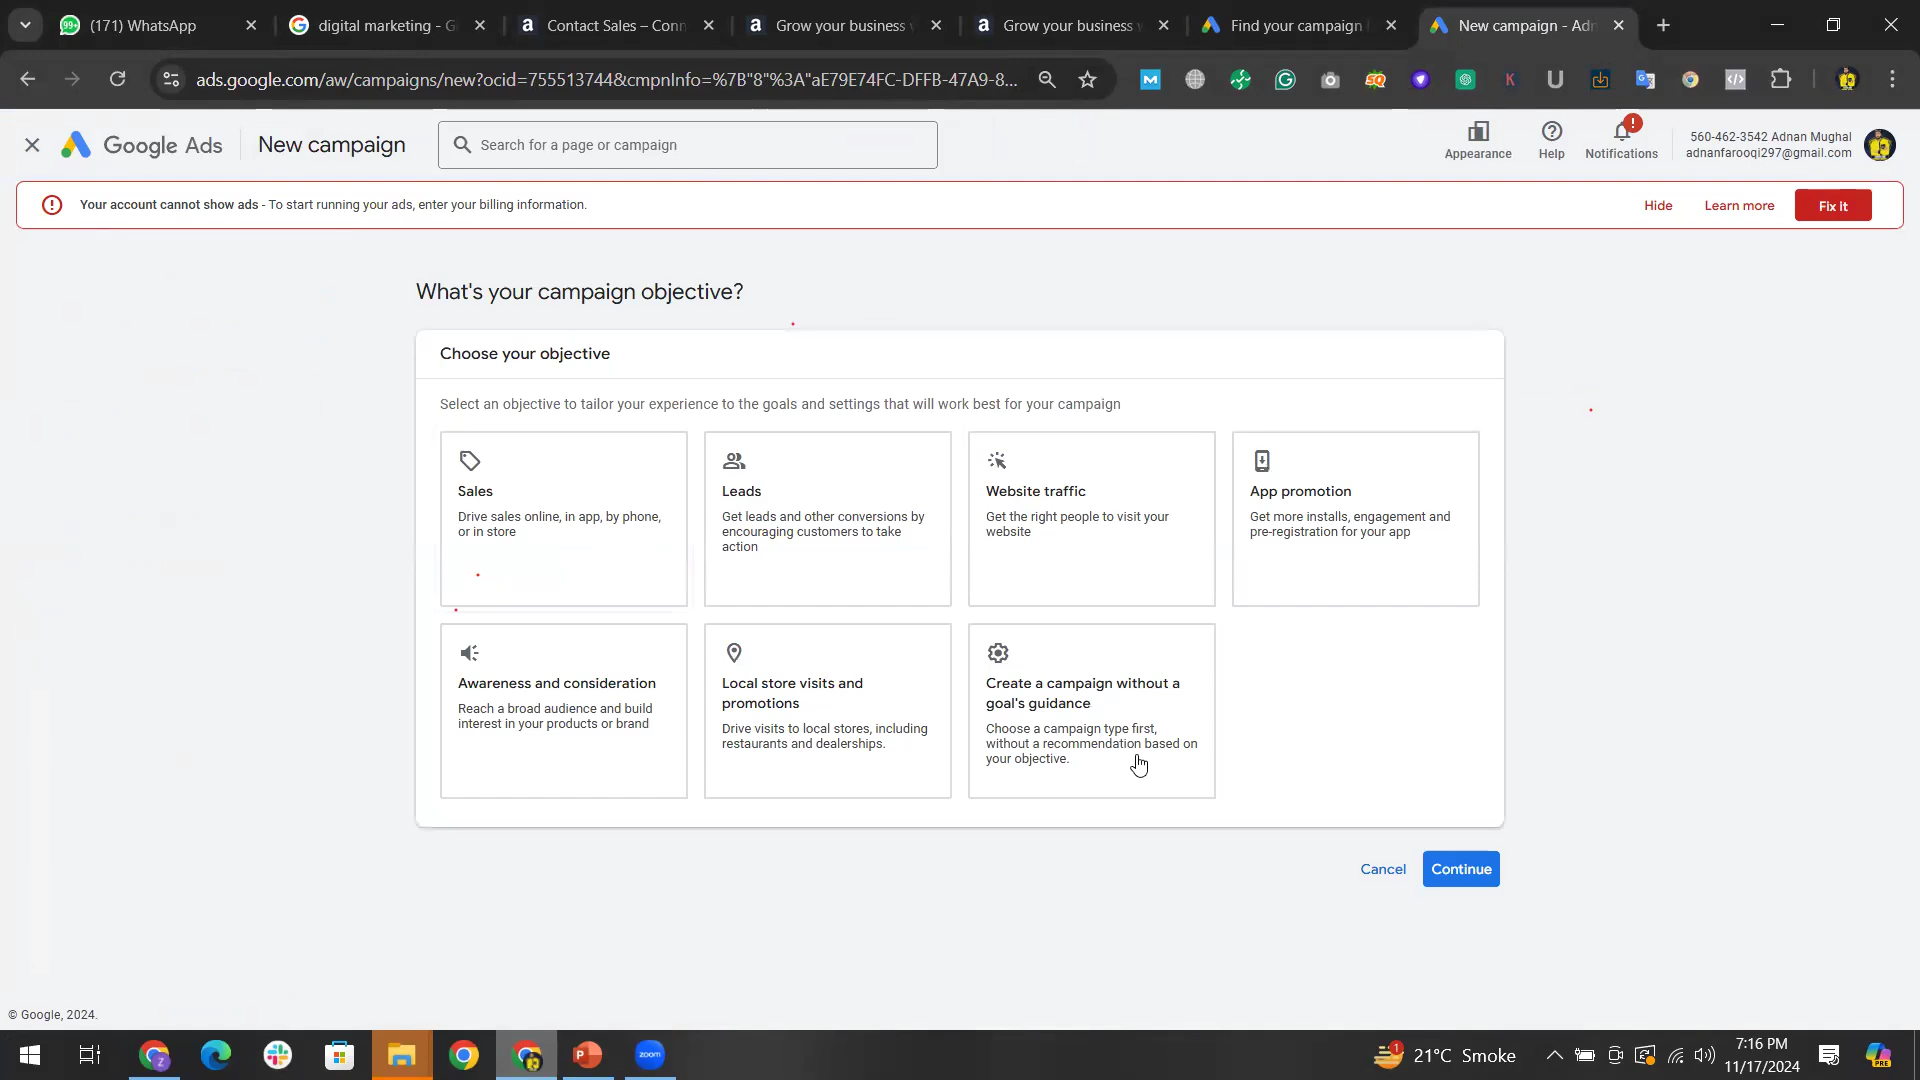 (171) WhatsApp
digital marketing - G
Contact Sales – Conn
Grow your business
Grow your business
Find your campaign
New campaign - Adn
ads.google.com/aw/campaigns/new?ocid=755513744&cmpnInfo=%7B"8"%3A"aE79E74FC-DFFB-47A9-8...
Google Ads
New campaign
Search for a page or campaign
Appearance
Help
Notifications
560-462-3542 Adnan Mughal
adnanfarooqi297@gmail.com
Your account cannot show ads - To start running your ads, enter your billing information.
Hide
Learn more
Fix it
What's your campaign objective?
Choose your objective
Select an objective to tailor your experience to the goals and settings that will work best for your campaign
Sales
Drive sales online, in app, by phone,
or in store
Leads
Get leads and other conversions by
encouraging customers to take
action
Website traffic
Get the right people to visit your
website
App promotion
Get more installs, engagement and
pre-registration for your app
Awareness and consideration
Reach a broad audience and build
interest in your products or brand
Local store visits and
promotions
Drive visits to local stores, including
restaurants and dealerships.
Create a campaign without a
goal's guidance
Choose a campaign type first,
without a recommendation based on
your objective.
Cancel
Continue
© Google, 2024.
zoom
1
21°C Smoke
7:16 PM
11/17/2024
PRE